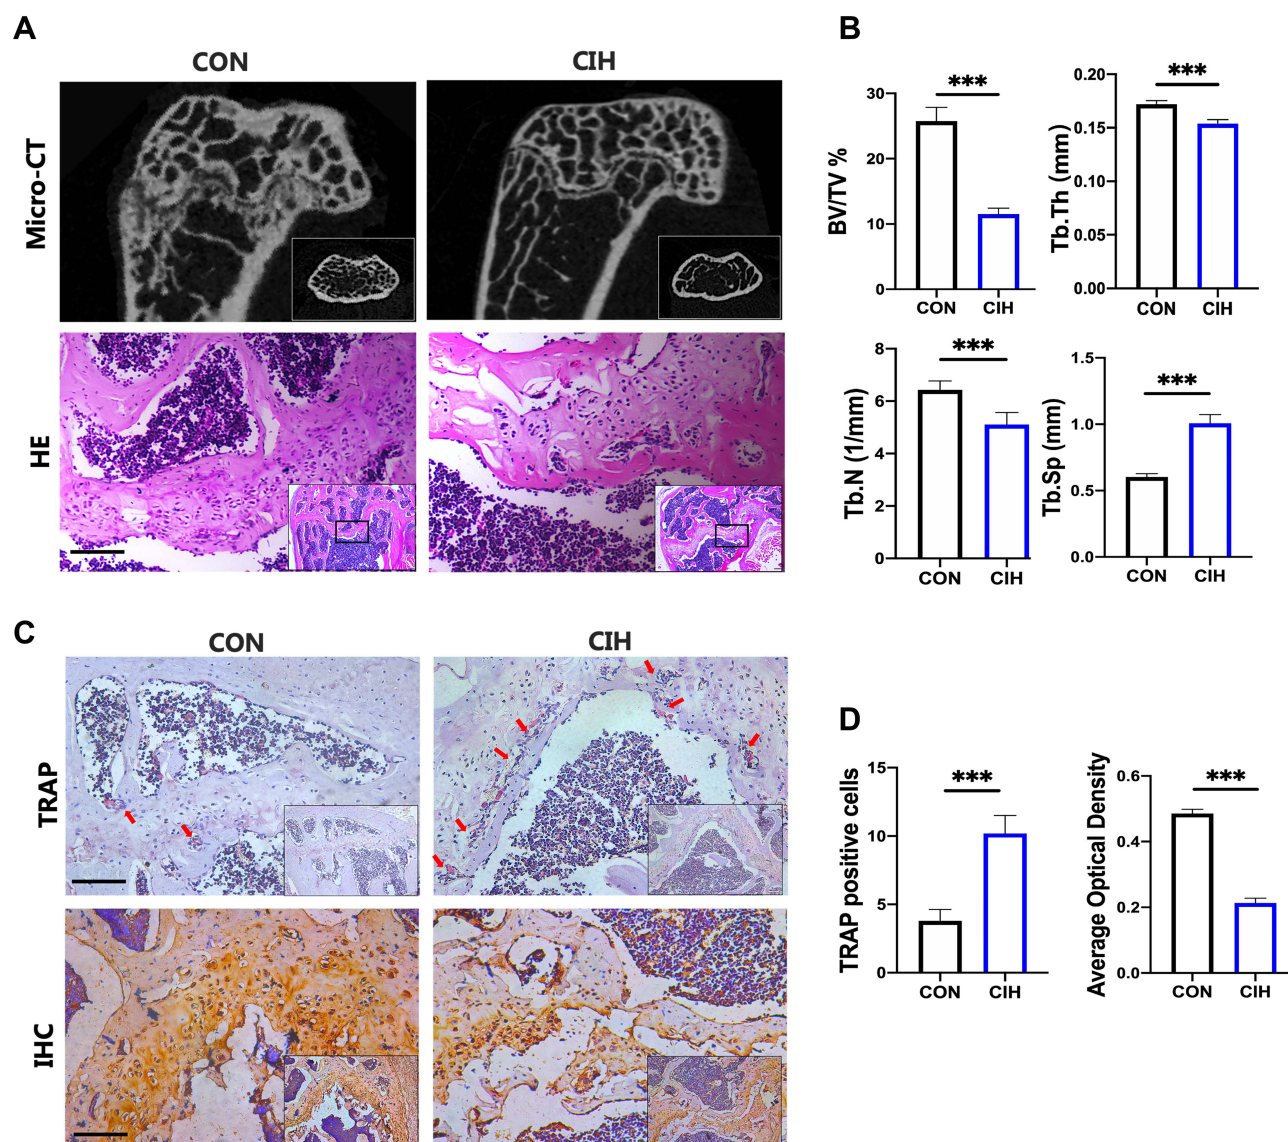 A
CON
CIH
Micro-CT
HE
B
***
30
20
10
0
BV/TV %
CON
CIH
***
0.20
0.15
0.10
0.05
0.00
Tb.Th (mm)
CON
CIH
***
8
6
4
2
0
Tb.N (1/mm)
CON
CIH
***
1.5
1.0
0.5
0.0
Tb.Sp (mm)
CON
CIH
C
CON
CIH
TRAP
IHC
D
***
15
10
5
0
TRAP positive cells
CON
CIH
***
0.6
0.4
0.2
0.0
Average Optical Density
CON
CIH